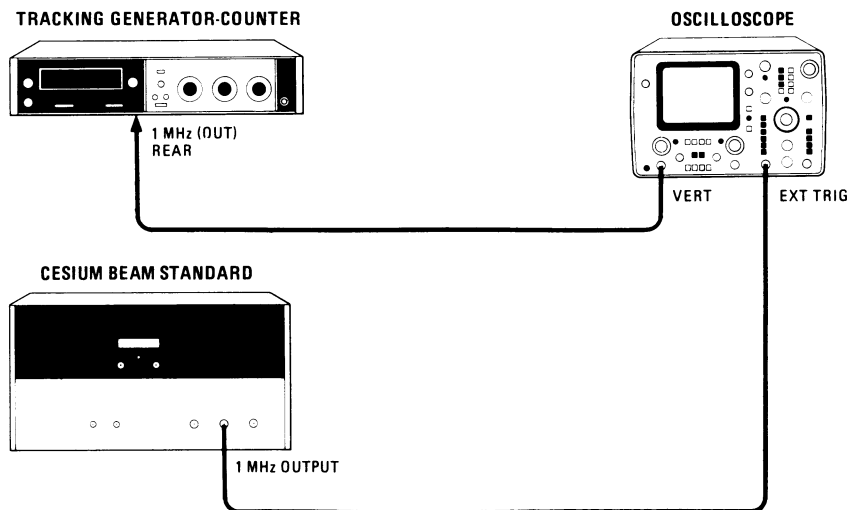 TRACKING GENERATOR-COUNTER
OSCILLOSCOPE
1 MHz (OUT)
REAR
VERT
EXT TRIG
CESIUM BEAM STANDARD
1 MHz OUTPUT